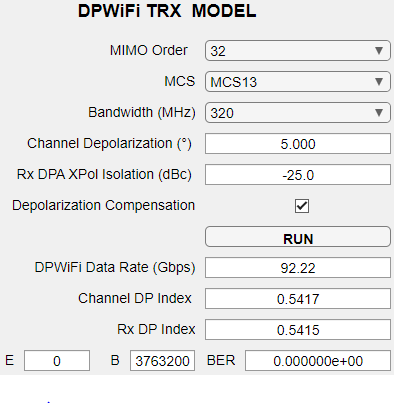 DPWiFi TRX MODEL
MIMO Order 32
MCS MCS13
Bandwidth (MHz) 320
Channel Depolarization (°) 5.000
Rx DPA XPol Isolation (dBc) -25.0
Depolarization Compensation
RUN
DPWiFi Data Rate (Gbps) 92.22
Channel DP Index 0.5417
Rx DP Index 0.5415
E 0 B 3763200 BER 0.000000e+00